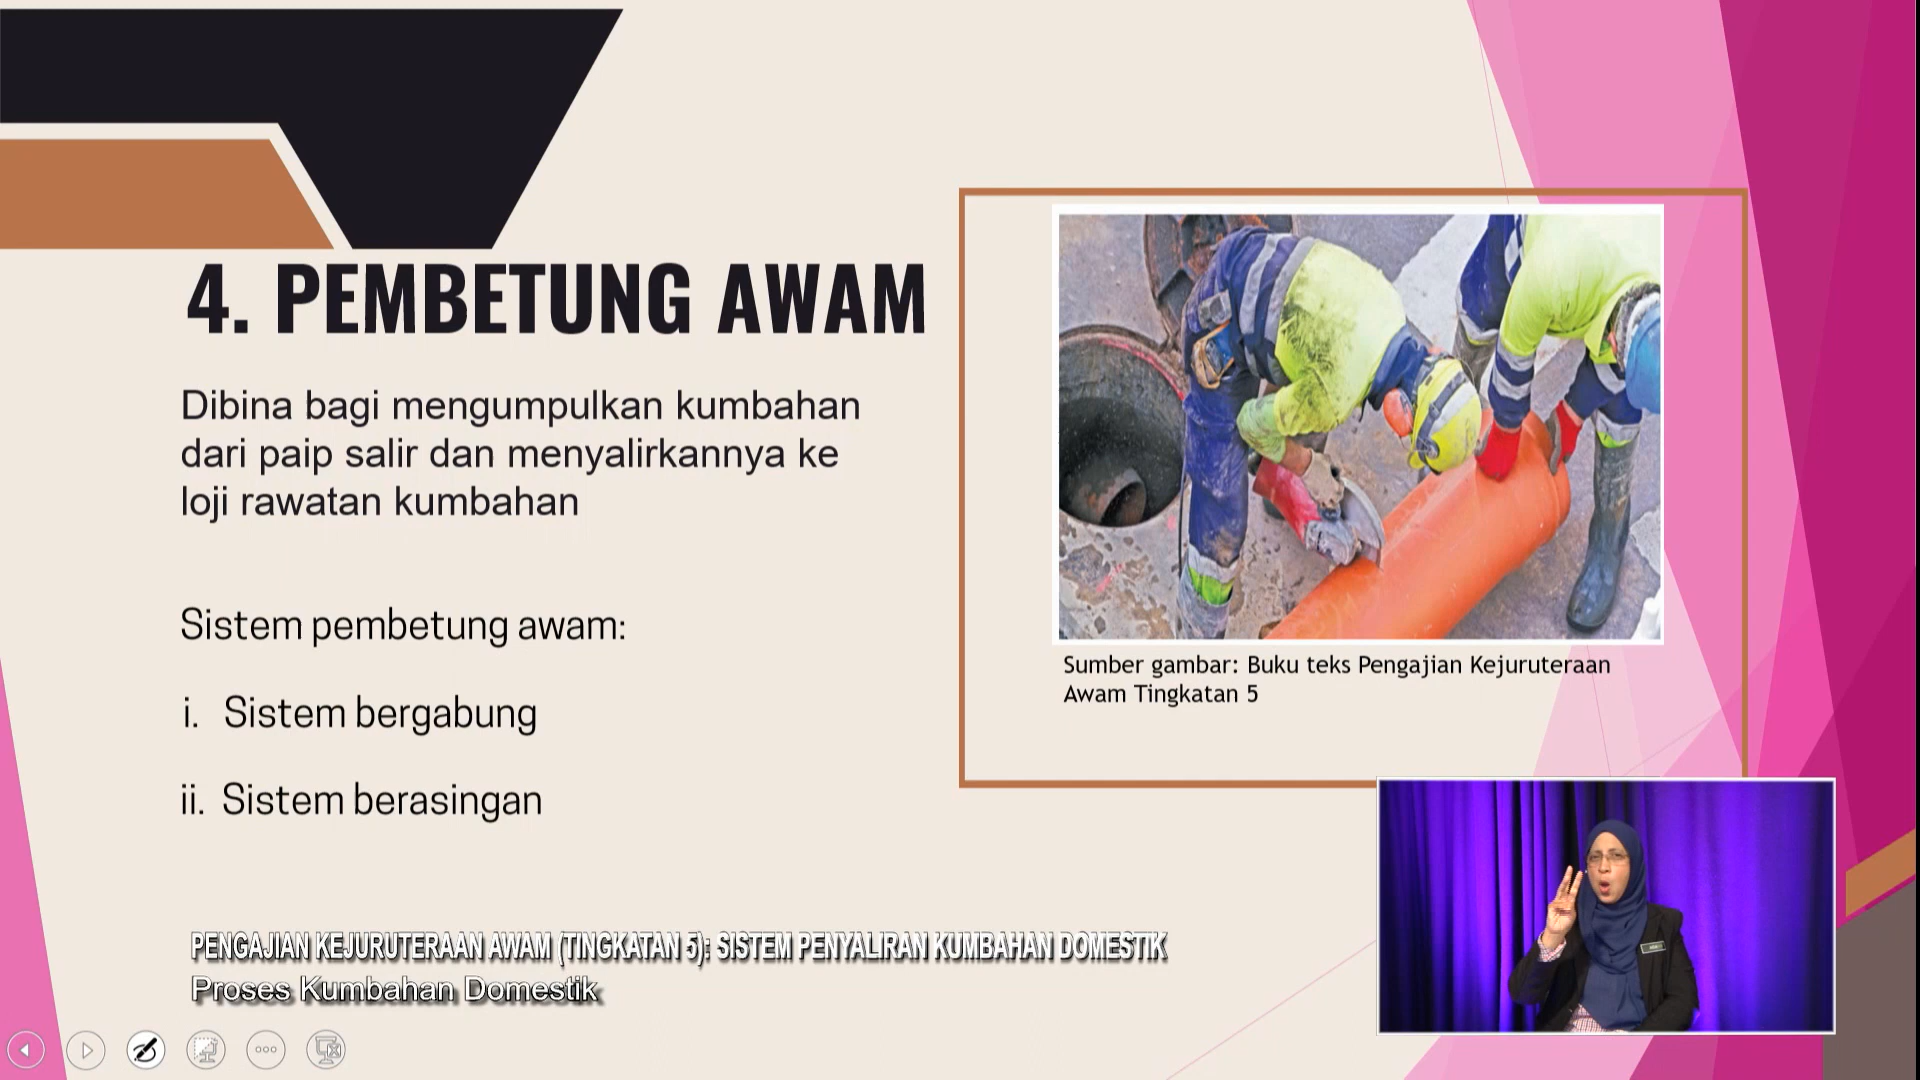 4. PEMBETUNG AWAM
Dibina bagi mengumpulkan kumbahan
dari paip salir dan menyalirkannya ke
loji rawatan kumbahan
Sistem pembetung awam:
i. Sistem bergabung
ii. Sistem berasingan
Sumber gambar: Buku teks Pengajian Kejuruteraan
Awam Tingkatan 5
PENGAJIAN KEJURUTERAAN AWAM (TINGKATAN 5): SISTEM PENYALIRAN KUMBAHAN DOMESTIK
Proses Kumbahan Domestik